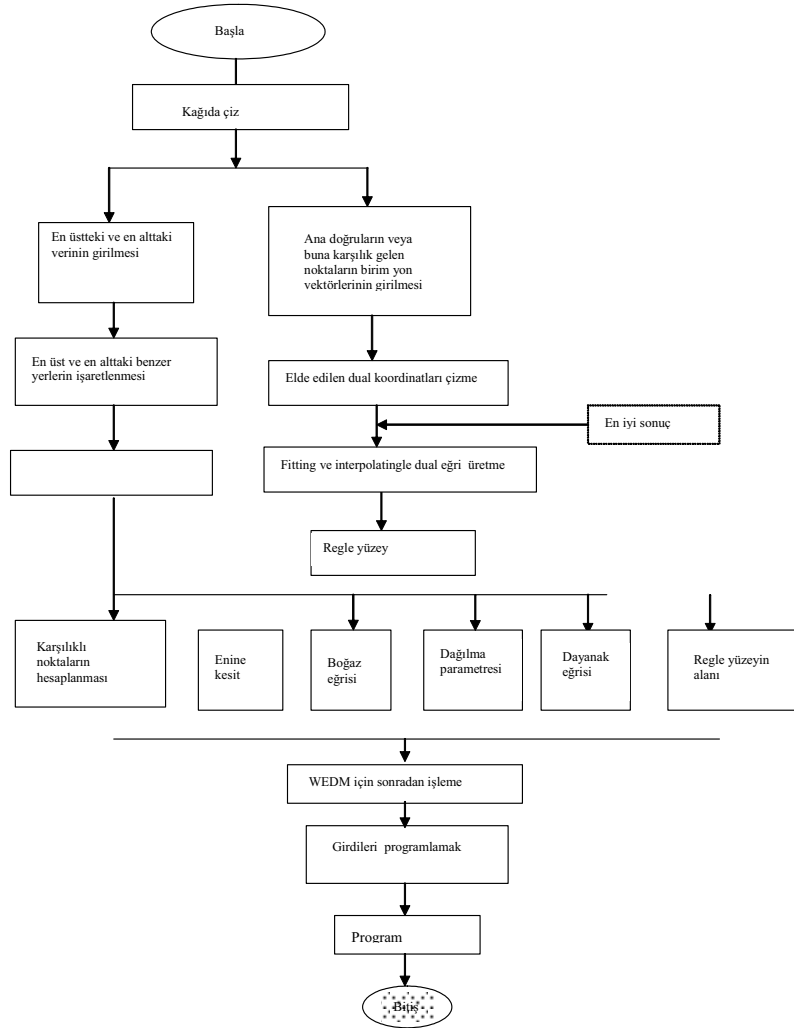 Başla
Kağıda çiz
En üstteki ve en alttaki
verinin girilmesi
Ana doğruların veya
buna karşılık gelen
noktaların birim yon
vektörlerinin girilmesi
En üst ve en alttaki benzer
yerlerin işaretlenmesi
Elde edilen dual koordinatları çizme
En iyi sonuç
Fitting ve interpolatingle dual eğri üretme
Regle yüzey
Karşılıklı
noktaların
hesaplanması
Enine
kesit
Boğaz
eğrisi
Dağılma
parametresi
Dayanak
eğrisi
Regle yüzeyin
alanı
WEDM için sonradan işleme
Girdileri programlamak
Program
Bitiş